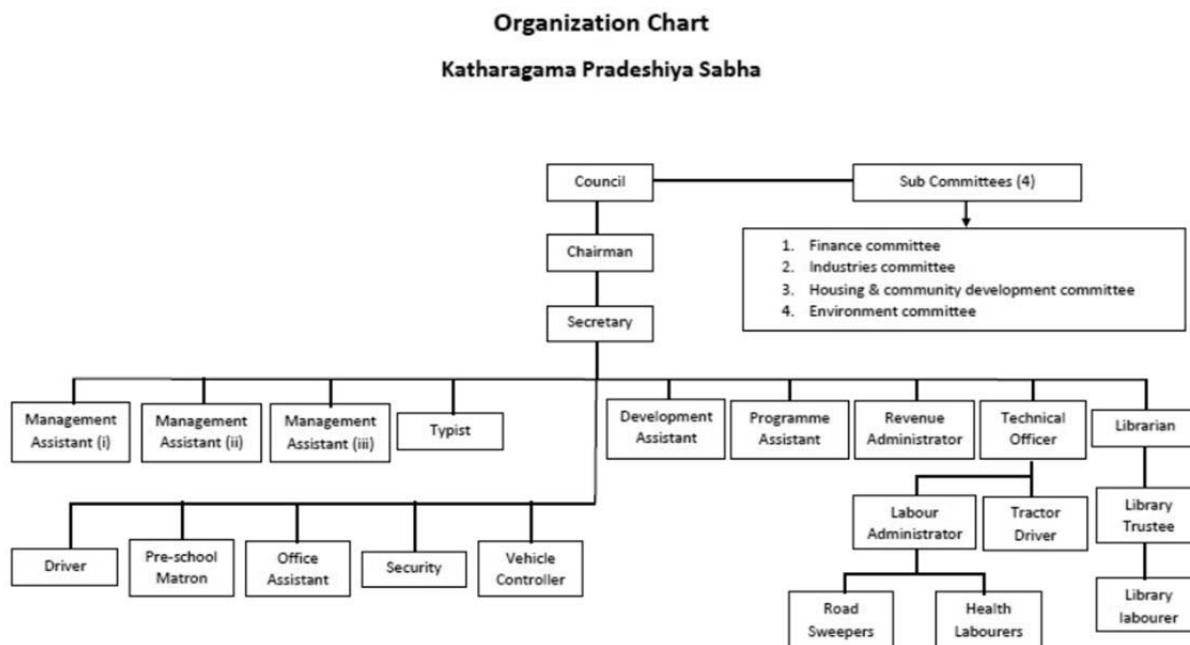 Organization Chart
Katharagama Pradeshiya Sabha
Council
Sub Committees (4)
Chairman
1. Finance committee
2. Industries committee
3. Housing & community development committee
4. Environment committee
Secretary
Management
Assistant (i)
Management
Assistant (ii)
Management
Assistant (iii)
Typist
Development
Assistant
Programme
Assistant
Revenue
Administrator
Technical
Officer
Librarian
Labour
Administrator
Tractor
Driver
Library
Trustee
Driver
Pre-school
Matron
Office
Assistant
Security
Vehicle
Controller
Road
Sweepers
Health
Labourers
Library
labourer